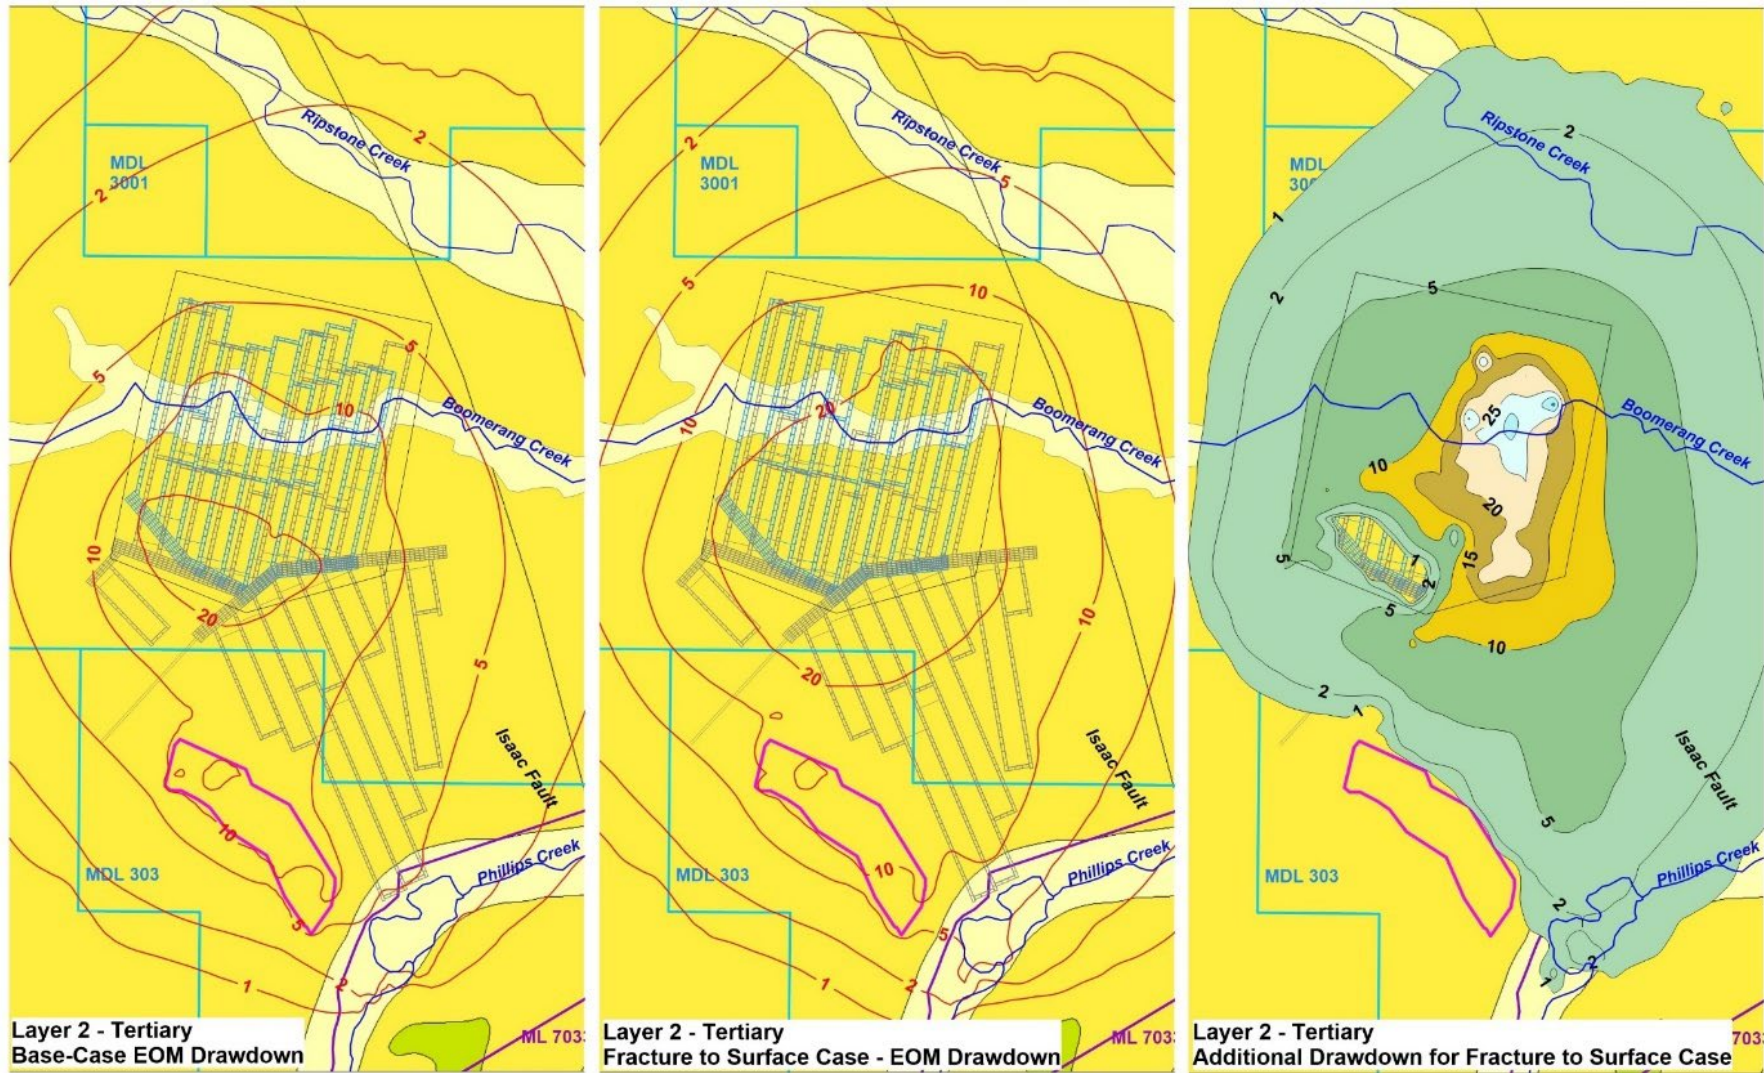 2
Ripstone Creek
MDL
3001
2
5
5
10
Boomerang Creek
10
20
5
Isaac Fault
10
MDL 303
Phillips Creek
5
1
2
Layer 2 - Tertiary
Base-Case EOM Drawdown
ML 703
2
Ripstone Creek
MDL
3001
5
5
10
20
10
Boomerang Creek
10
20
Isaac Fault
10
MDL 303
Phillips Creek
5
1
2
Layer 2 - Tertiary
Fracture to Surface Case - EOM Drawdown
ML 703
2
Ripstone Creek
MDL
300
1
2
5
25
Boomerang Creek
10
20
15
1
2
5
5
10
2
1
Isaac Fault
5
MDL 303
2
Phillips Creek
2
1
Layer 2 - Tertiary
Additional Drawdown for Fracture to Surface Case
703